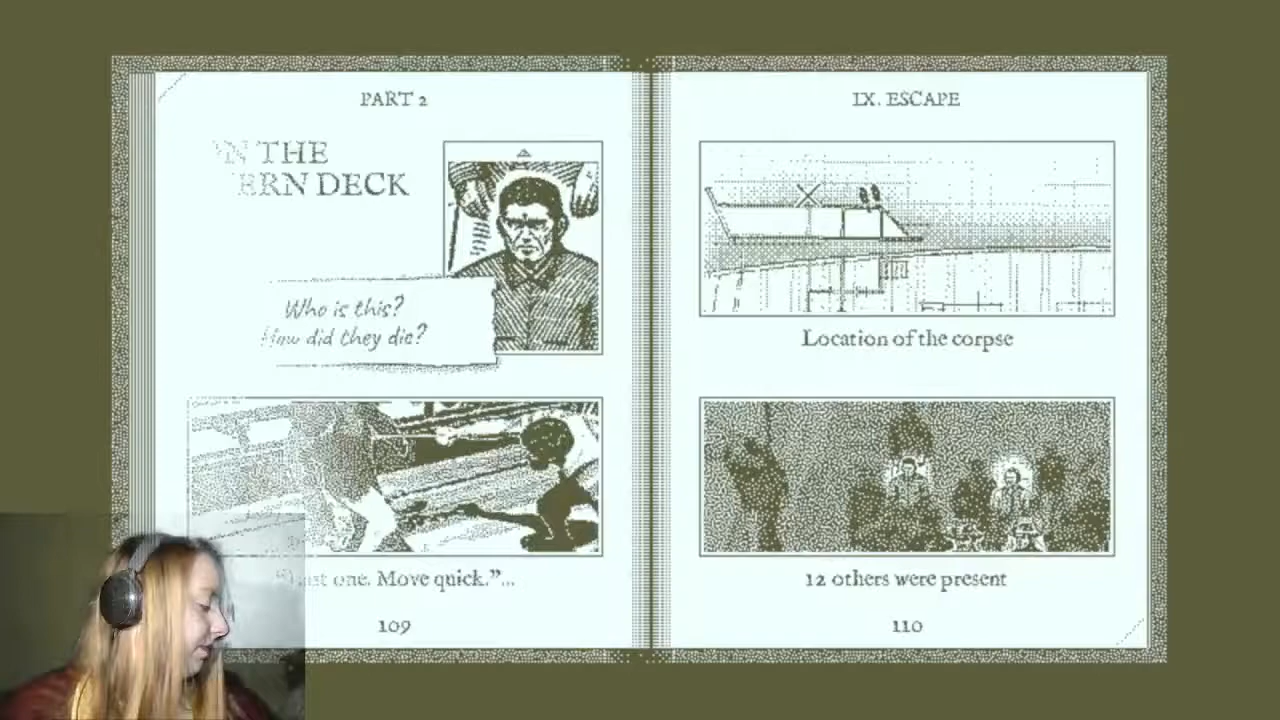 PART 2
THE
ERN DECK
Who is this?
How did they die?
one. Move quick."...
109
IX. ESCAPE
Location of the corpse
12 others were present
110